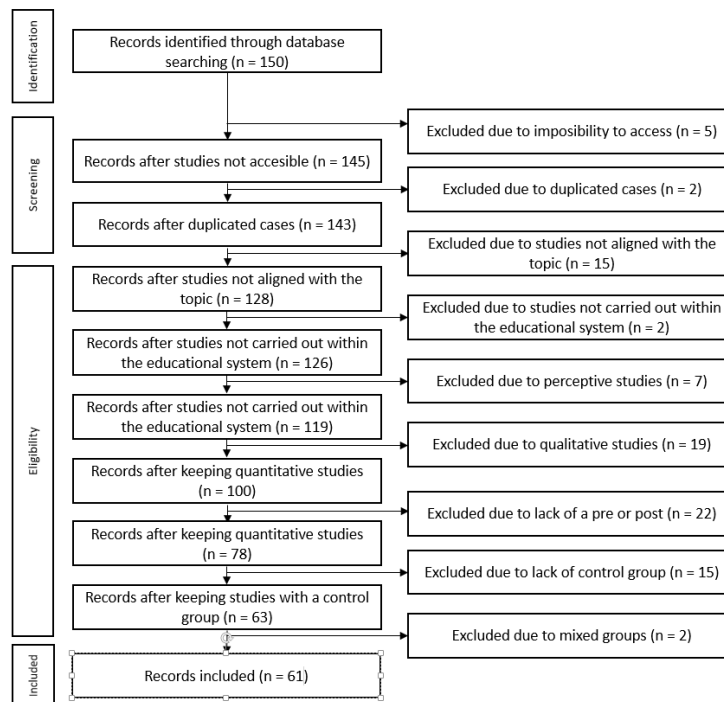 Identification
Records identified through database
searching (n = 150)
Excluded due to imposibility to access (n = 5)
Screening
Records after studies not accesible (n = 145)
Excluded due to duplicated cases (n = 2)
Records after duplicated cases (n = 143)
Excluded due to studies not aligned with the
topic (n = 15)
Eligibility
Records after studies not aligned with the
topic (n = 128)
Excluded due to studies not carried out within
the educational system (n = 2)
Records after studies not carried out within
the educational system (n = 126)
Excluded due to perceptive studies (n = 7)
Records after studies not carried out within
the educational system (n = 119)
Excluded due to qualitative studies (n = 19)
Records after keeping quantitative studies
(n = 100)
Excluded due to lack of a pre or post (n = 22)
Records after keeping quantitative studies
(n = 78)
Excluded due to lack of control group (n = 15)
Records after keeping studies with a control
group (n = 63)
Excluded due to mixed groups (n = 2)
Included
Records included (n = 61)